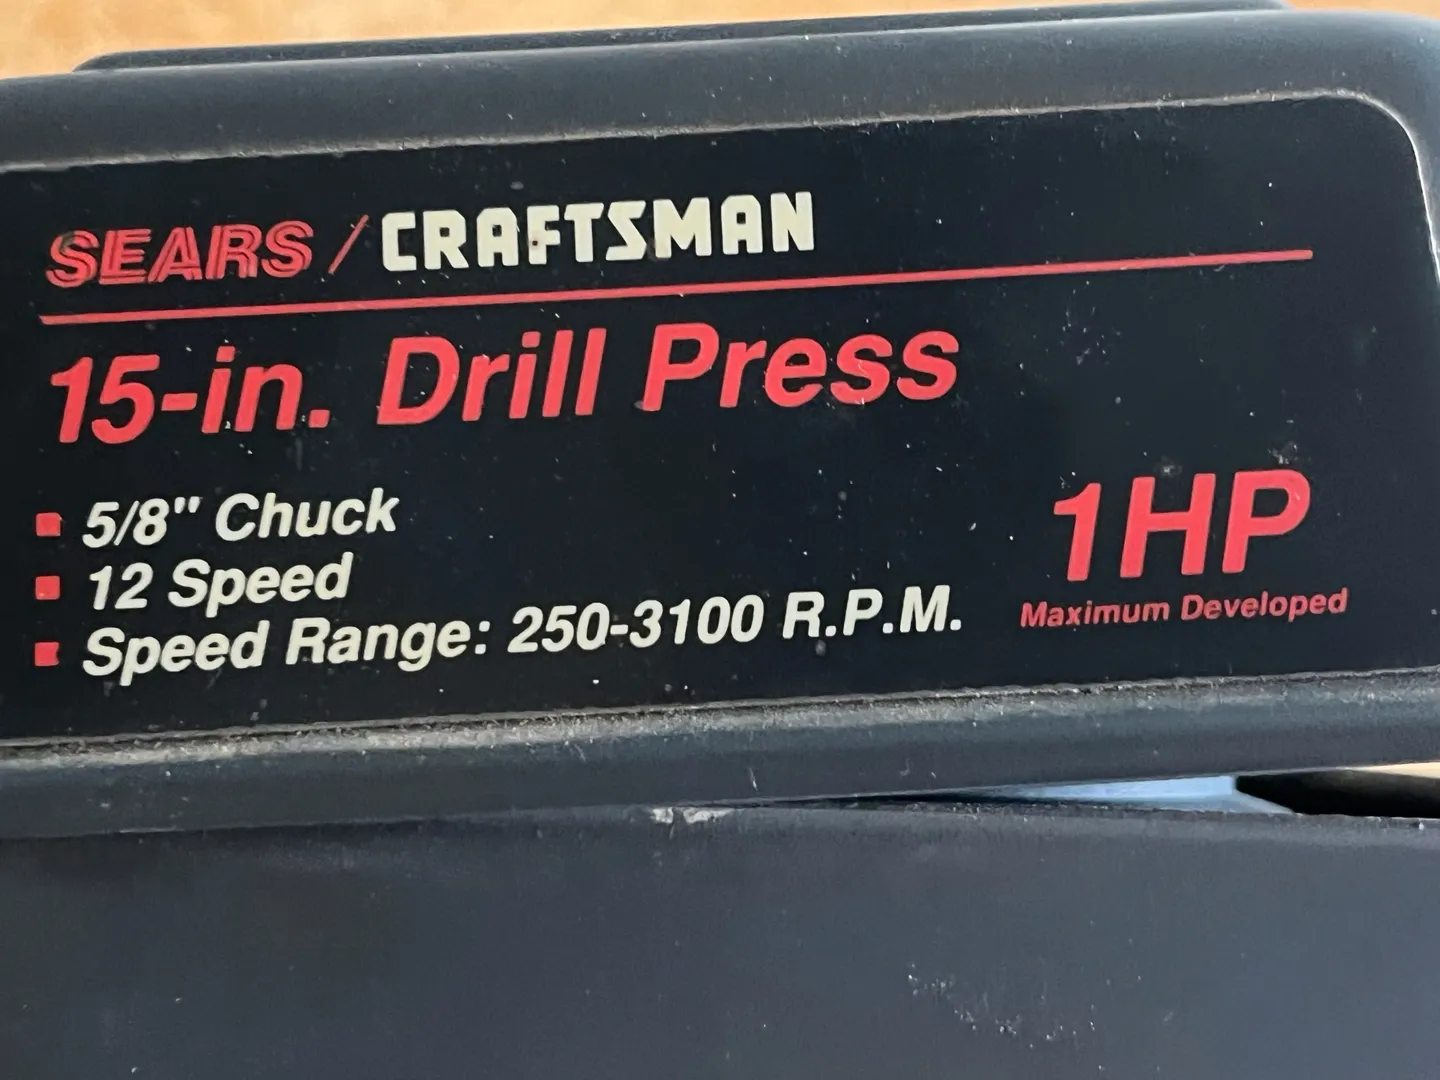 SEARS / CRAFTSMAN
15-in. Drill Press
5/8" Chuck
12 Speed
Speed Range: 250-3100 R.P.M.
1HP
Maximum Developed